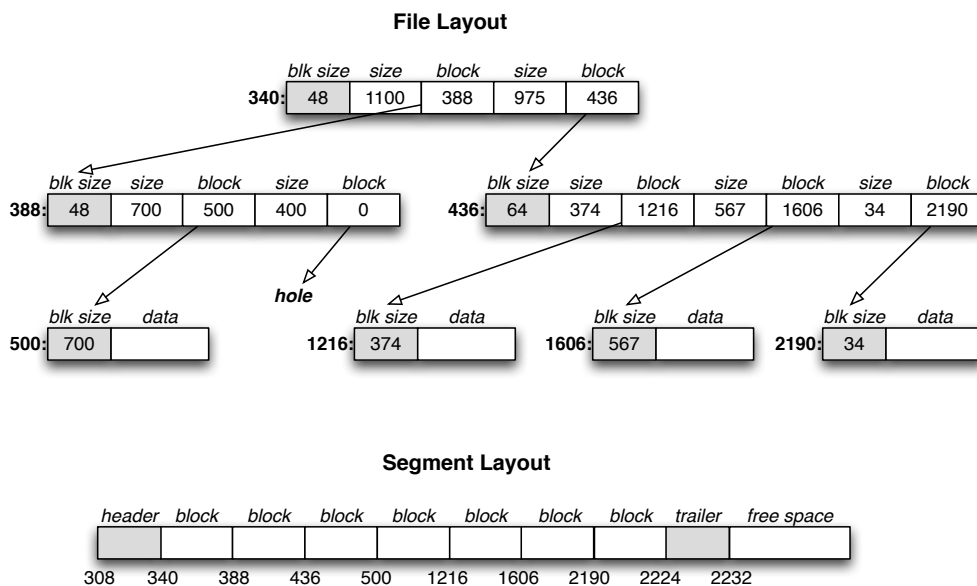 File Layout
blk size size block size block
340: 48 1100 388 975 436
blk size size block size block
388: 48 700 500 400 0
blk size size block size block size block
436: 64 374 1216 567 1606 34 2190
hole
blk size data
500: 700
blk size data
1216: 374
blk size data
1606: 567
blk size data
2190: 34
Segment Layout
header block block block block block block block trailer free space
308 340 388 436 500 1216 1606 2190 2224 2232